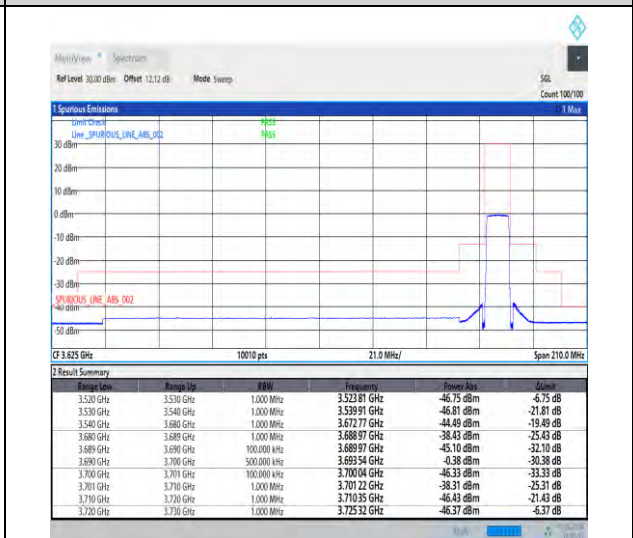 MultiView Spectrum
Ref Level 30.00 dBm Offset 12.12 dB Mode Sweep SGL
Count 100/100
1 Spurious Emissions 1 Max
Limit Check PASS
Line _SPURIOUS_LINE_ABS_002 PASS
30 dBm
20 dBm
10 dBm
0 dBm
-10 dBm
-20 dBm
-30 dBm
SPURIOUS_LINE_ABS_002
-40 dBm
-50 dBm
CF 3.625 GHz 10010 pts 21.0 MHz/ Span 210.0 MHz
2 Result Summary
Range Low Range Up RBW Frequency Power Abs ΔLimit
3.520 GHz 3.530 GHz 1.000 MHz 3.523 81 GHz -46.75 dBm -6.75 dB
3.530 GHz 3.540 GHz 1.000 MHz 3.539 91 GHz -46.81 dBm -21.81 dB
3.540 GHz 3.680 GHz 1.000 MHz 3.672 77 GHz -44.49 dBm -19.49 dB
3.680 GHz 3.689 GHz 1.000 MHz 3.688 97 GHz -38.43 dBm -25.43 dB
3.689 GHz 3.690 GHz 100.000 kHz 3.689 97 GHz -45.10 dBm -32.10 dB
3.690 GHz 3.700 GHz 500.000 kHz 3.693 54 GHz -0.38 dBm -30.38 dB
3.700 GHz 3.701 GHz 100.000 kHz 3.700 04 GHz -46.33 dBm -33.33 dB
3.701 GHz 3.710 GHz 1.000 MHz 3.701 22 GHz -38.31 dBm -25.31 dB
3.710 GHz 3.720 GHz 1.000 MHz 3.710 35 GHz -46.43 dBm -21.43 dB
3.720 GHz 3.730 GHz 1.000 MHz 3.725 32 GHz -46.37 dBm -6.37 dB